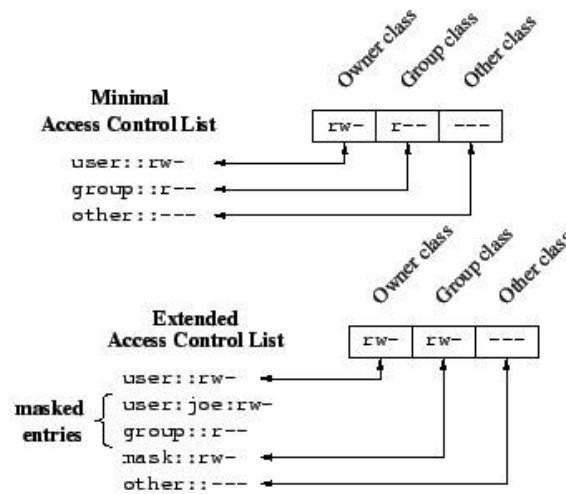 Owner class
Group class
Other class
Minimal
Access Control List
rw- r-- ---
user::rw-
group::r--
other::---
Owner class
Group class
Other class
Extended
Access Control List
rw- rw- ---
user::rw-
masked
entries
user:joe:rw-
group::r--
mask::rw-
other::---